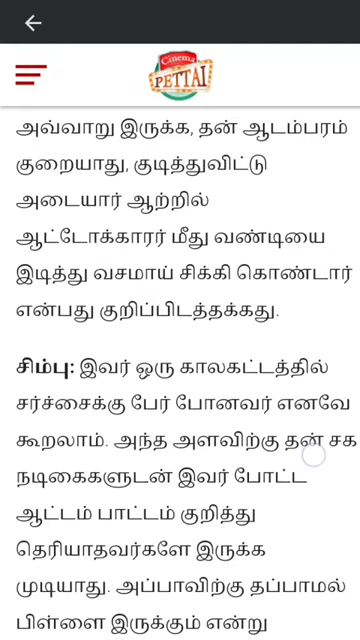 Cinema
PETTAI
அவ்வாறு இருக்க, தன் ஆடம்பரம்
குறையாது, குடித்துவிட்டு
அடையார் ஆற்றில்
ஆட்டோக்காரர் மீது வண்டியை
இடித்து வசமாய் சிக்கி கொண்டார்
என்பது குறிப்பிடத்தக்கது.
சிம்பு: இவர் ஒரு காலகட்டத்தில்
சர்ச்சைக்கு பேர் போனவர் எனவே
கூறலாம். அந்த அளவிற்கு தன் சக
நடிகைகளுடன் இவர் போட்ட
ஆட்டம் பாட்டம் குறித்து
தெரியாதவர்களே இருக்க
முடியாது. அப்பாவிற்கு தப்பாமல்
பிள்ளை இருக்கும் என்று